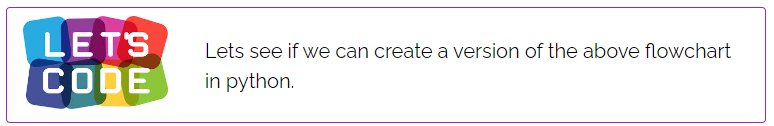 LET'S
CODE
Lets see if we can create a version of the above flowchart
in python.